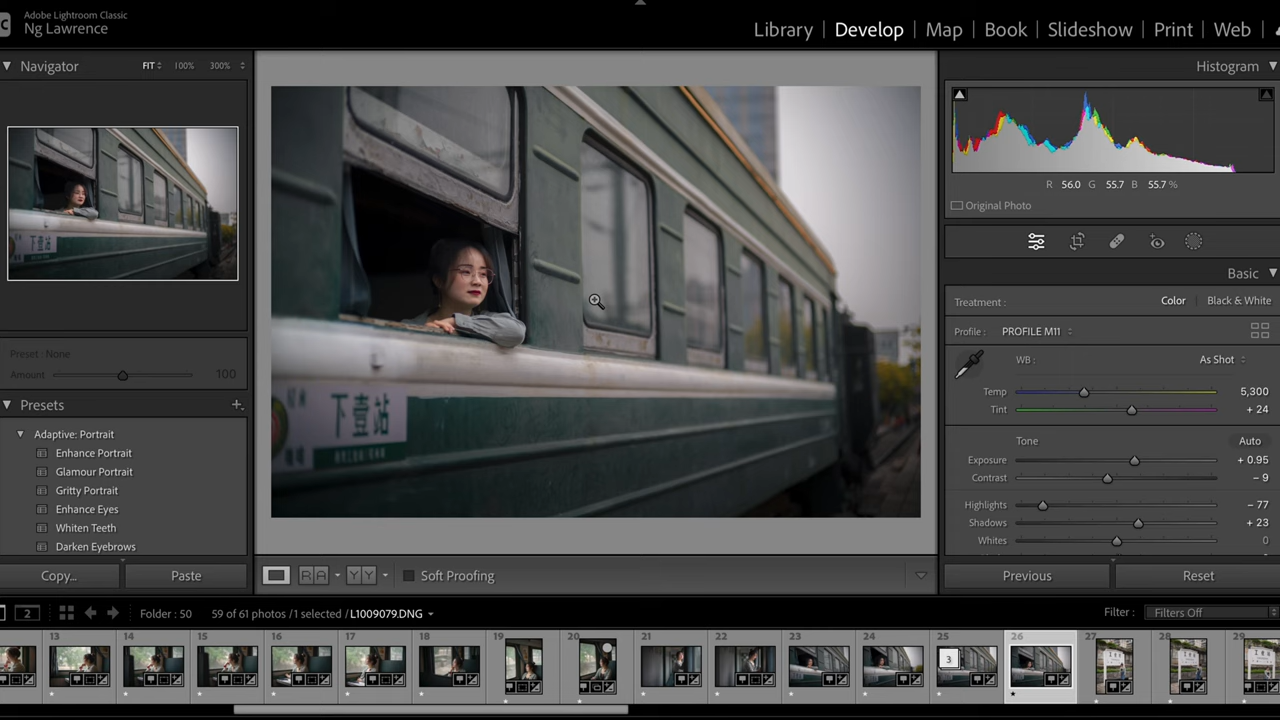 Adobe Lightroom Classic
Ng Lawrence
Library | Develop | Map | Book | Slideshow | Print | Web |
Navigator FIT 100% 300%
Histogram
R 56.0 G 55.7 B 55.7 %
Original Photo
Basic
Treatment : Color Black & White
Profile : PROFILE M11
WB : As Shot
Temp 5,300
Tint + 24
Tone Auto
Exposure + 0.95
Contrast – 9
Highlights – 77
Shadows + 23
Whites 0
Preset : None
Amount 100
Presets
Adaptive: Portrait
Enhance Portrait
Glamour Portrait
Gritty Portrait
Enhance Eyes
Whiten Teeth
Darken Eyebrows
下壹站
Copy... Paste
R A Y Y Soft Proofing
Previous Reset
2 Folder : 50 59 of 61 photos / 1 selected / L1009079.DNG
Filter : Filters Off
13 14 15 16 17 18 19 20 21 22 23 24 25 26 27 28 29
3